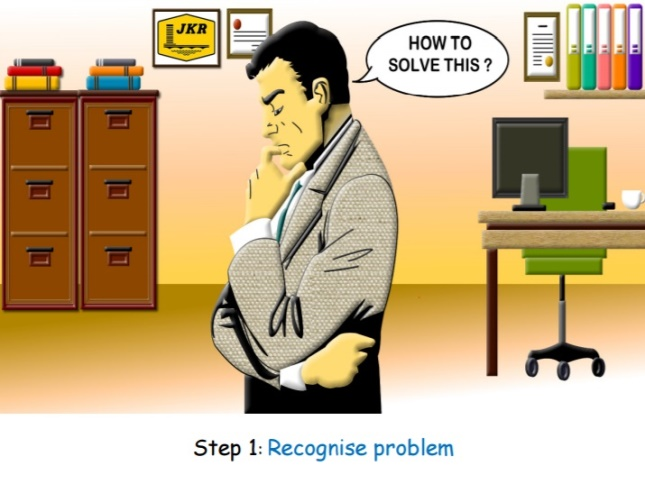 JKR
HOW TO
SOLVE THIS ?
Step 1: Recognise problem